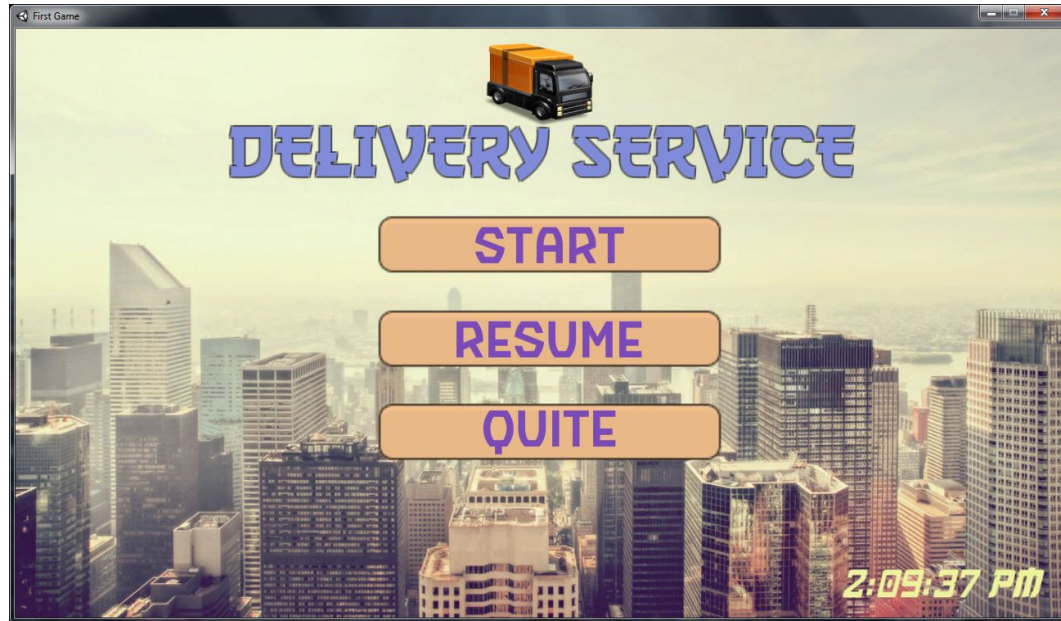 First Game
DELIVERY SERVICE
START
RESUME
QUITE
2:09:37 PM